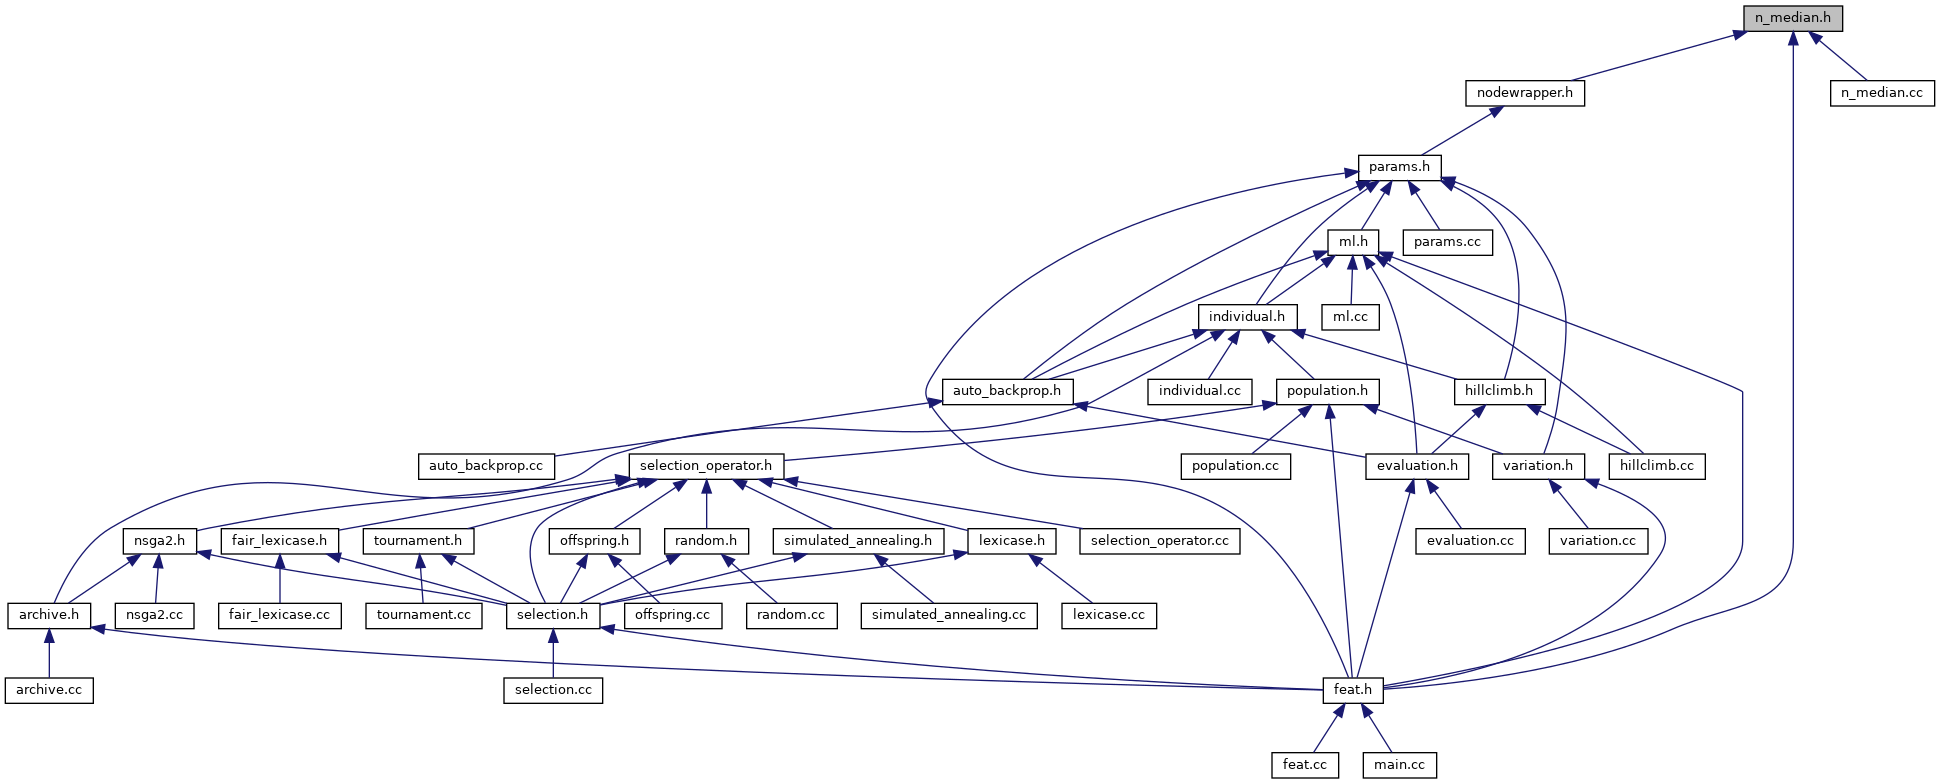 n_median.h
nodewrapper.h
n_median.cc
params.h
ml.h
params.cc
individual.h
ml.cc
auto_backprop.h
individual.cc
population.h
hillclimb.h
auto_backprop.cc
selection_operator.h
population.cc
evaluation.h
variation.h
hillclimb.cc
nsga2.h
fair_lexicase.h
tournament.h
offspring.h
random.h
simulated_annealing.h
lexicase.h
selection_operator.cc
evaluation.cc
variation.cc
archive.h
nsga2.cc
fair_lexicase.cc
tournament.cc
selection.h
offspring.cc
random.cc
simulated_annealing.cc
lexicase.cc
archive.cc
selection.cc
feat.h
feat.cc
main.cc